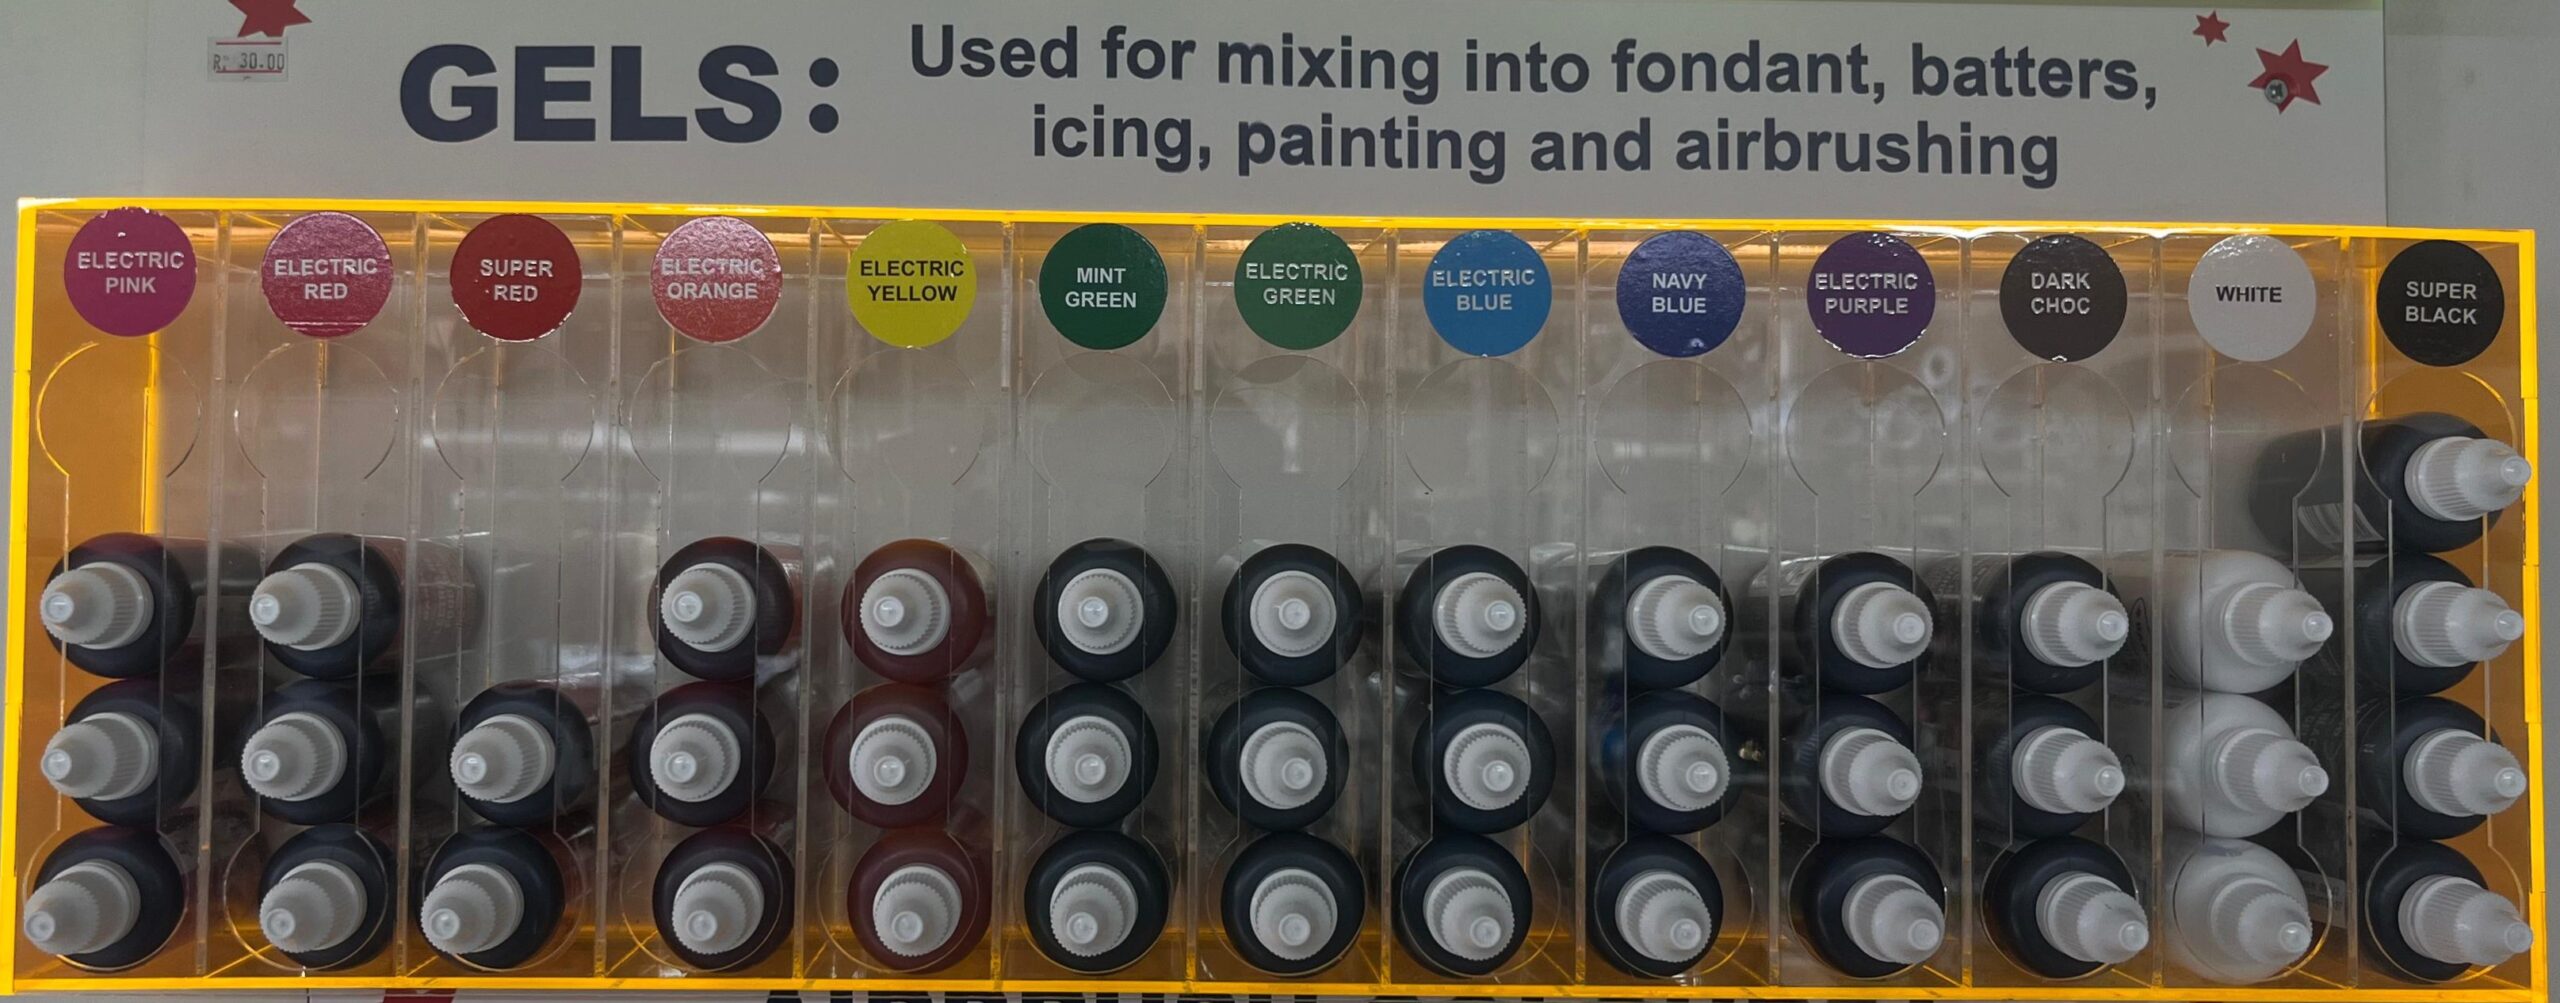 R. 30.00
GELS:
Used for mixing into fondant, batters,
icing, painting and airbrushing
ELECTRIC
PINK
ELECTRIC
RED
SUPER
RED
ELECTRIC
ORANGE
ELECTRIC
YELLOW
MINT
GREEN
ELECTRIC
GREEN
ELECTRIC
BLUE
NAVY
BLUE
ELECTRIC
PURPLE
DARK
CHOC
WHITE
SUPER
BLACK